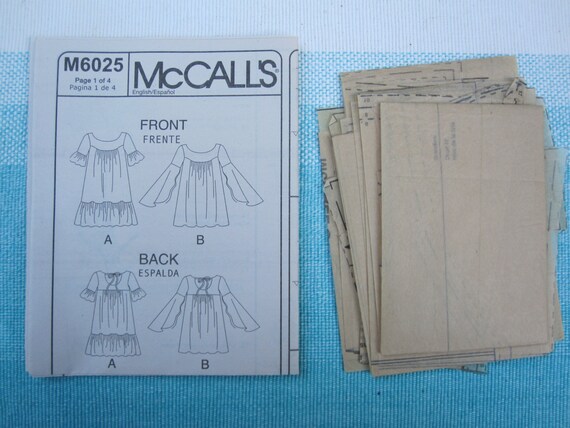 M6025
Page 1 of 4
Pagina 1 de 4
McCALL'S®
English/Español
FRONT
FRENTE
A B
BACK
ESPALDA
A B